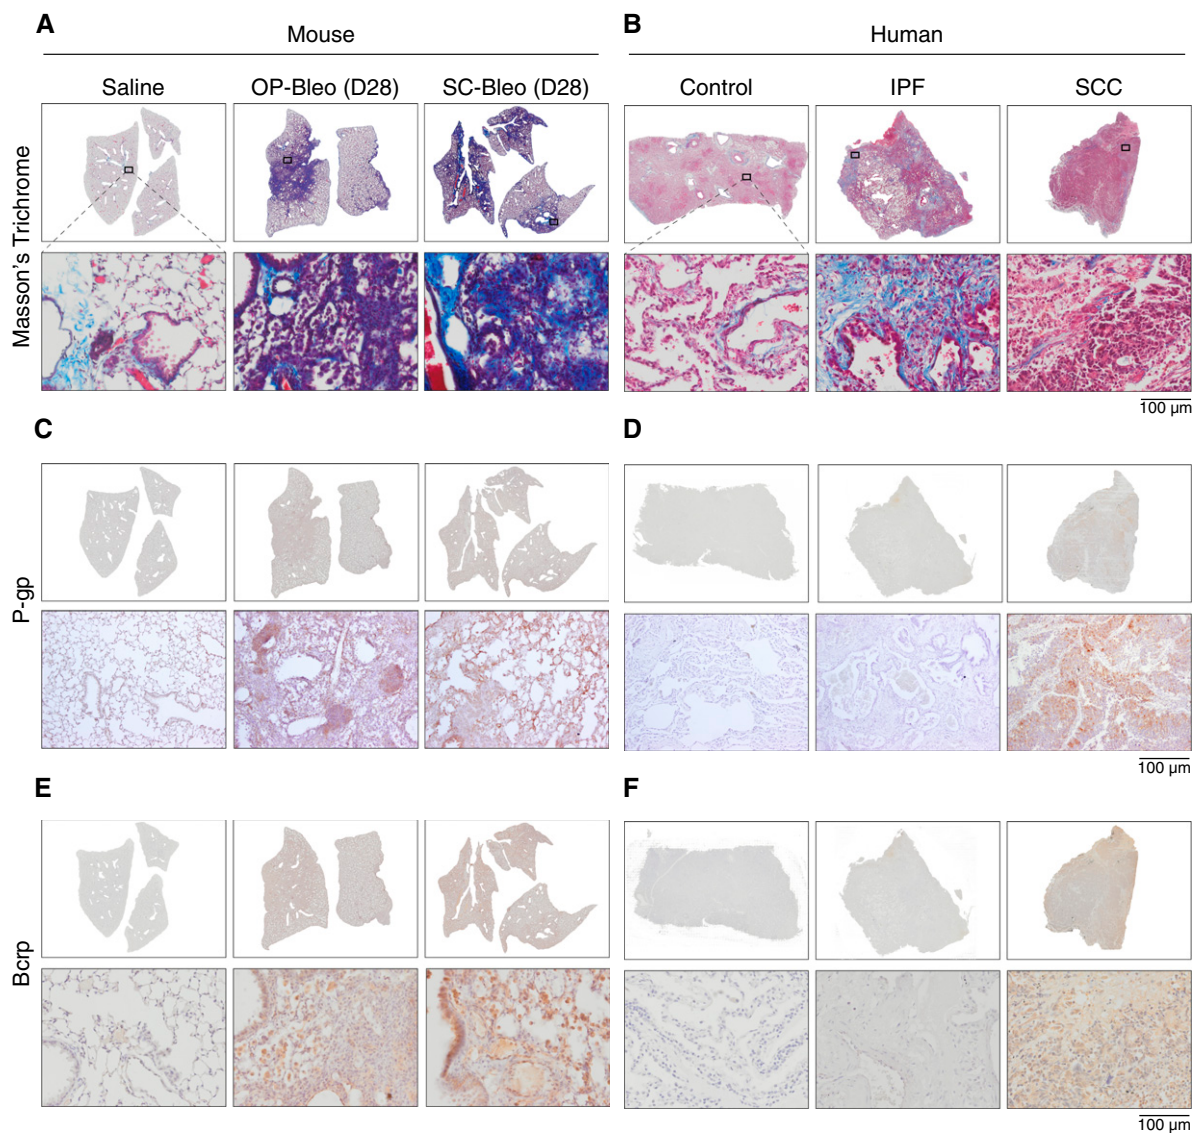 A
B
Mouse
Human
Saline
OP-Bleo (D28)
SC-Bleo (D28)
Control
IPF
SCC
Masson's Trichrome
100 µm
C
D
P-gp
100 µm
E
F
Bcrp
100 µm